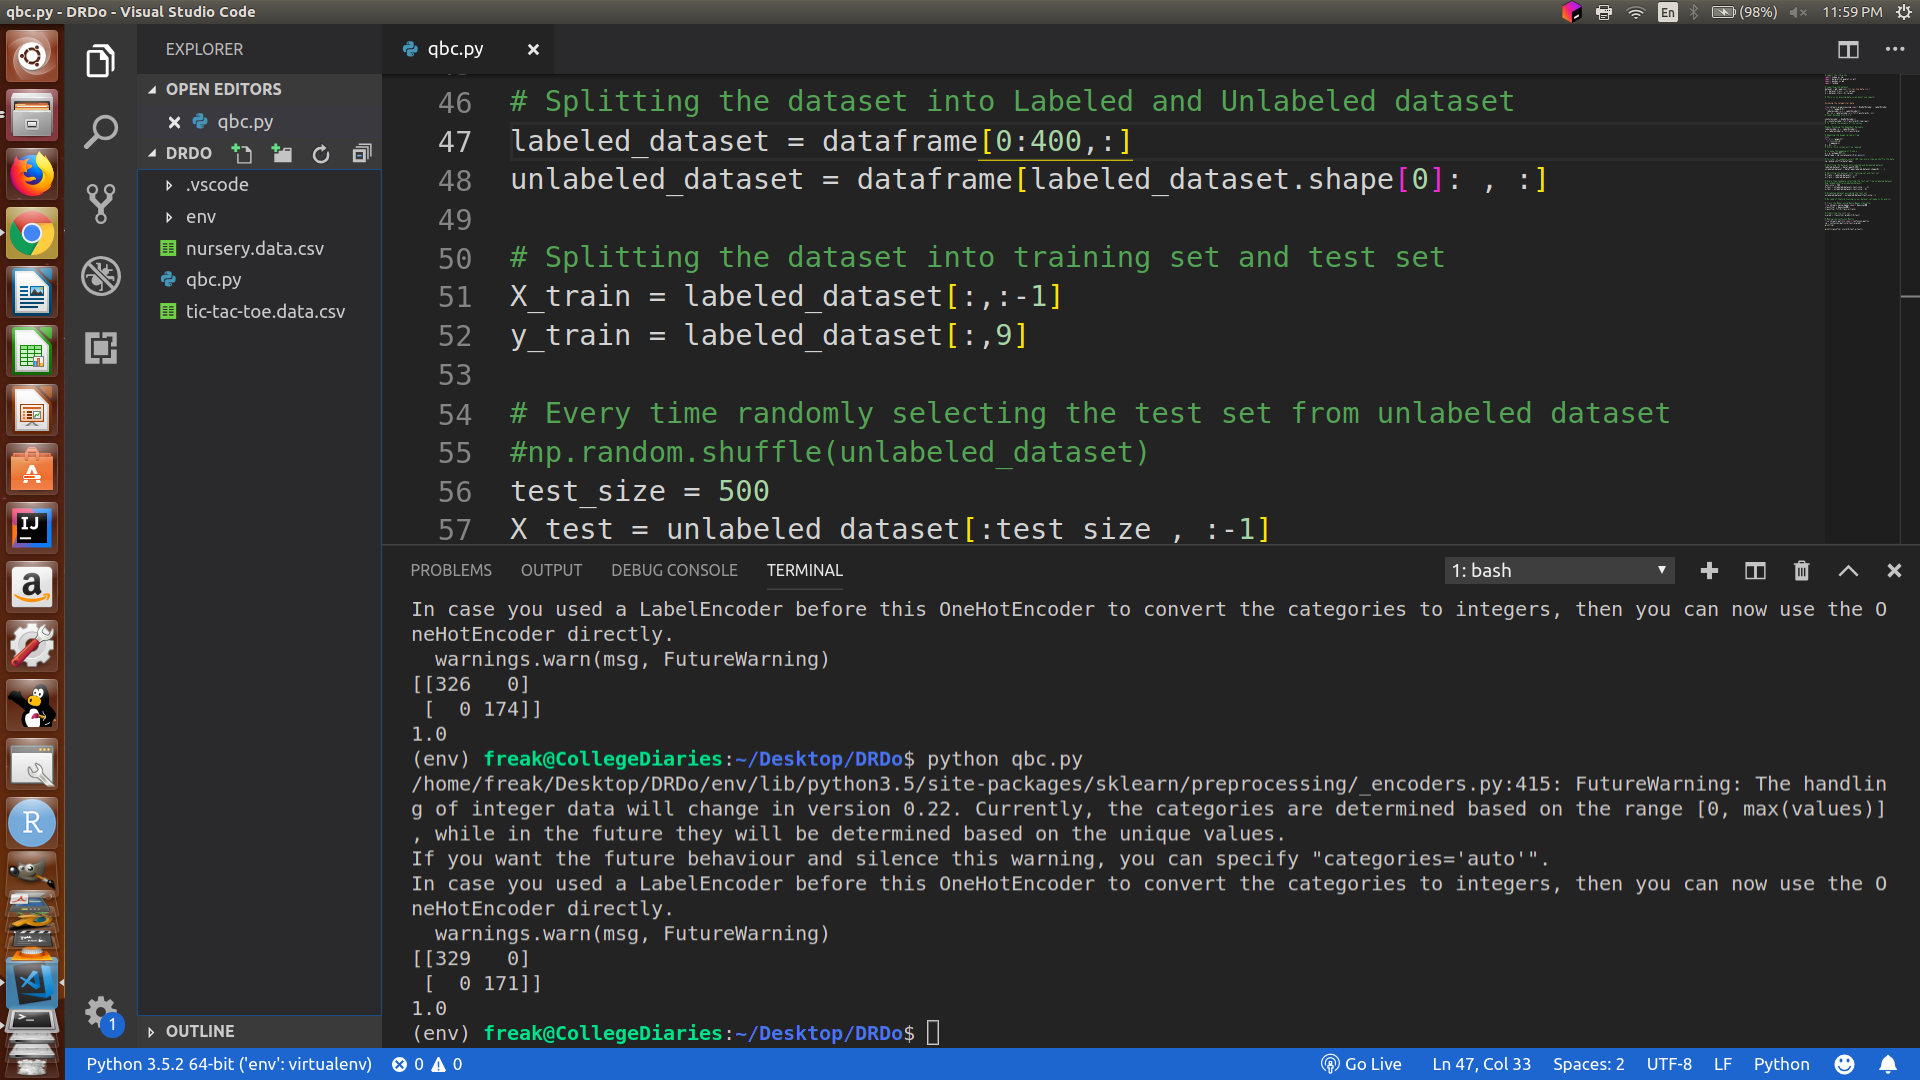 qbc.py - DRDo - Visual Studio Code
En
(98%)
11:59 PM
EXPLORER
OPEN EDITORS
qbc.py
DRDO
.vscode
env
nursery.data.csv
qbc.py
tic-tac-toe.data.csv
OUTLINE
qbc.py
46 # Splitting the dataset into Labeled and Unlabeled dataset
47 labeled_dataset = dataframe[0:400,:]
48 unlabeled_dataset = dataframe[labeled_dataset.shape[0]: , :]
49
50 # Splitting the dataset into training set and test set
51 X_train = labeled_dataset[:,:-1]
52 y_train = labeled_dataset[:,9]
53
54 # Every time randomly selecting the test set from unlabeled dataset
55 #np.random.shuffle(unlabeled_dataset)
56 test_size = 500
57 X_test = unlabeled_dataset[:test_size , :-1]
PROBLEMS OUTPUT DEBUG CONSOLE TERMINAL
1: bash
In case you used a LabelEncoder before this OneHotEncoder to convert the categories to integers, then you can now use the O
neHotEncoder directly.
warnings.warn(msg, FutureWarning)
[[326   0]
[  0 174]]
1.0
(env) freak@CollegeDiaries:~/Desktop/DRDo$ python qbc.py
/home/freak/Desktop/DRDo/env/lib/python3.5/site-packages/sklearn/preprocessing/_encoders.py:415: FutureWarning: The handlin
g of integer data will change in version 0.22. Currently, the categories are determined based on the range [0, max(values)]
, while in the future they will be determined based on the unique values.
If you want the future behaviour and silence this warning, you can specify "categories='auto'".
In case you used a LabelEncoder before this OneHotEncoder to convert the categories to integers, then you can now use the O
neHotEncoder directly.
warnings.warn(msg, FutureWarning)
[[329   0]
[  0 171]]
1.0
(env) freak@CollegeDiaries:~/Desktop/DRDo$
IJ
a
R
1
Python 3.5.2 64-bit ('env': virtualenv)
0
0
Go Live
Ln 47, Col 33
Spaces: 2
UTF-8
LF
Python